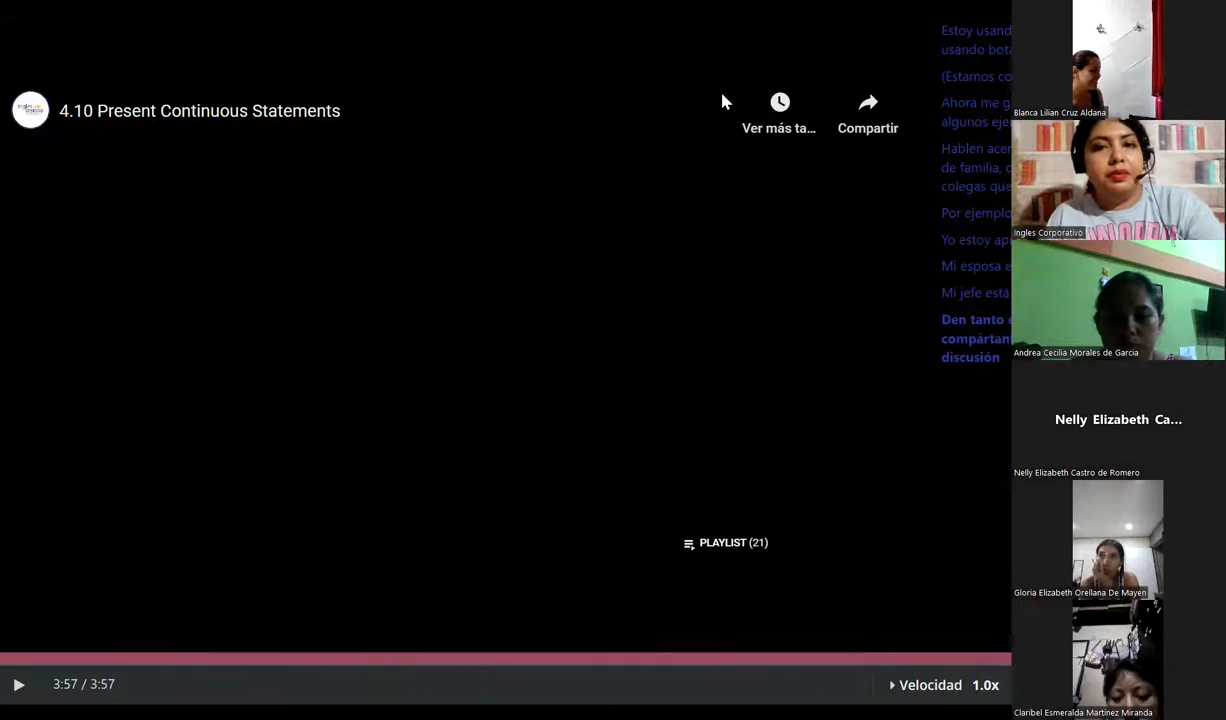 4.10 Present Continuous Statements
Ver más ta...
Compartir
Estoy usand
usando bota
(Estamos co
Ahora me g
algunos eje
Hablen acer
de familia, 
colegas que
Por ejemplo
Yo estoy ap
Mi esposa e
Mi jefe está
Den tanto e
compártan
discusión
PLAYLIST (21)
3:57 / 3:57
Velocidad 1.0x
Blanca Lilian Cruz Aldana
Ingles Corporativo
Andrea Cecilia Morales de Garcia
Nelly Elizabeth Ca...
Nelly Elizabeth Castro de Romero
Gloria Elizabeth Orellana De Mayen
Claribel Esmeralda Martinez Miranda